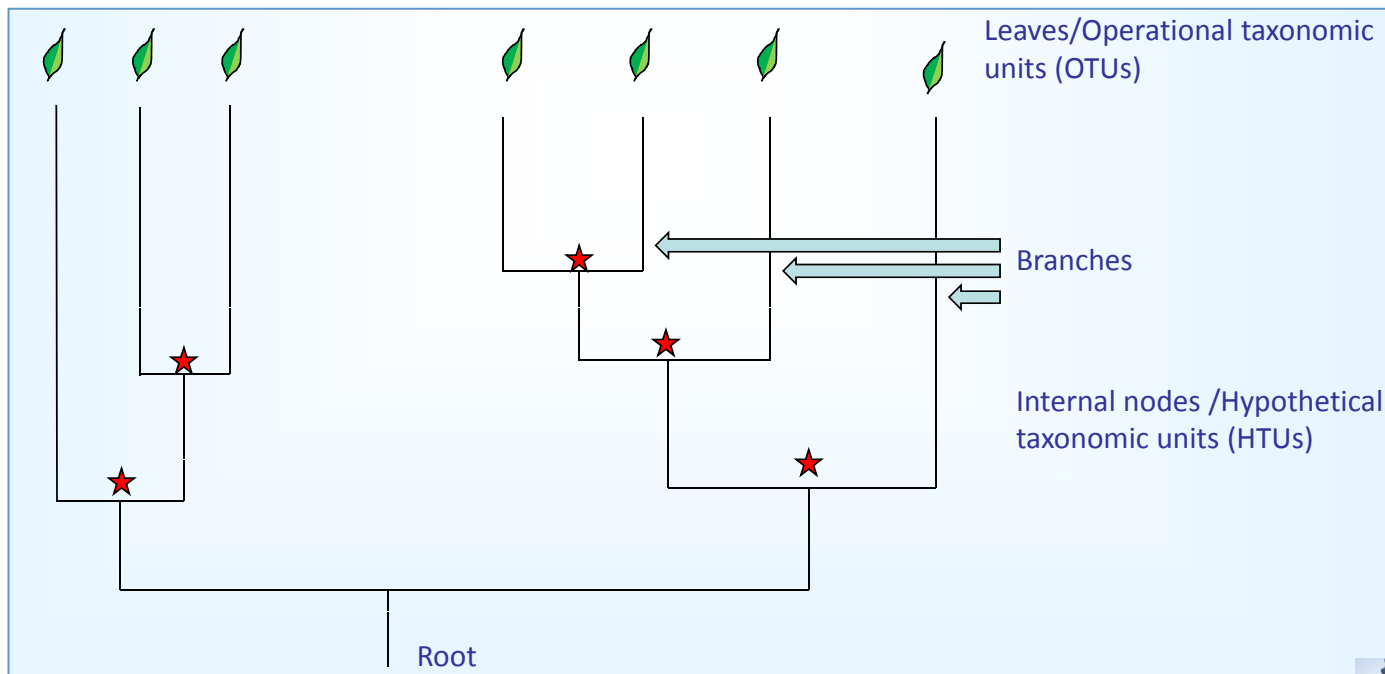 Leaves/Operational taxonomic
units (OTUs)
Branches
Internal nodes /Hypothetical
taxonomic units (HTUs)
Root